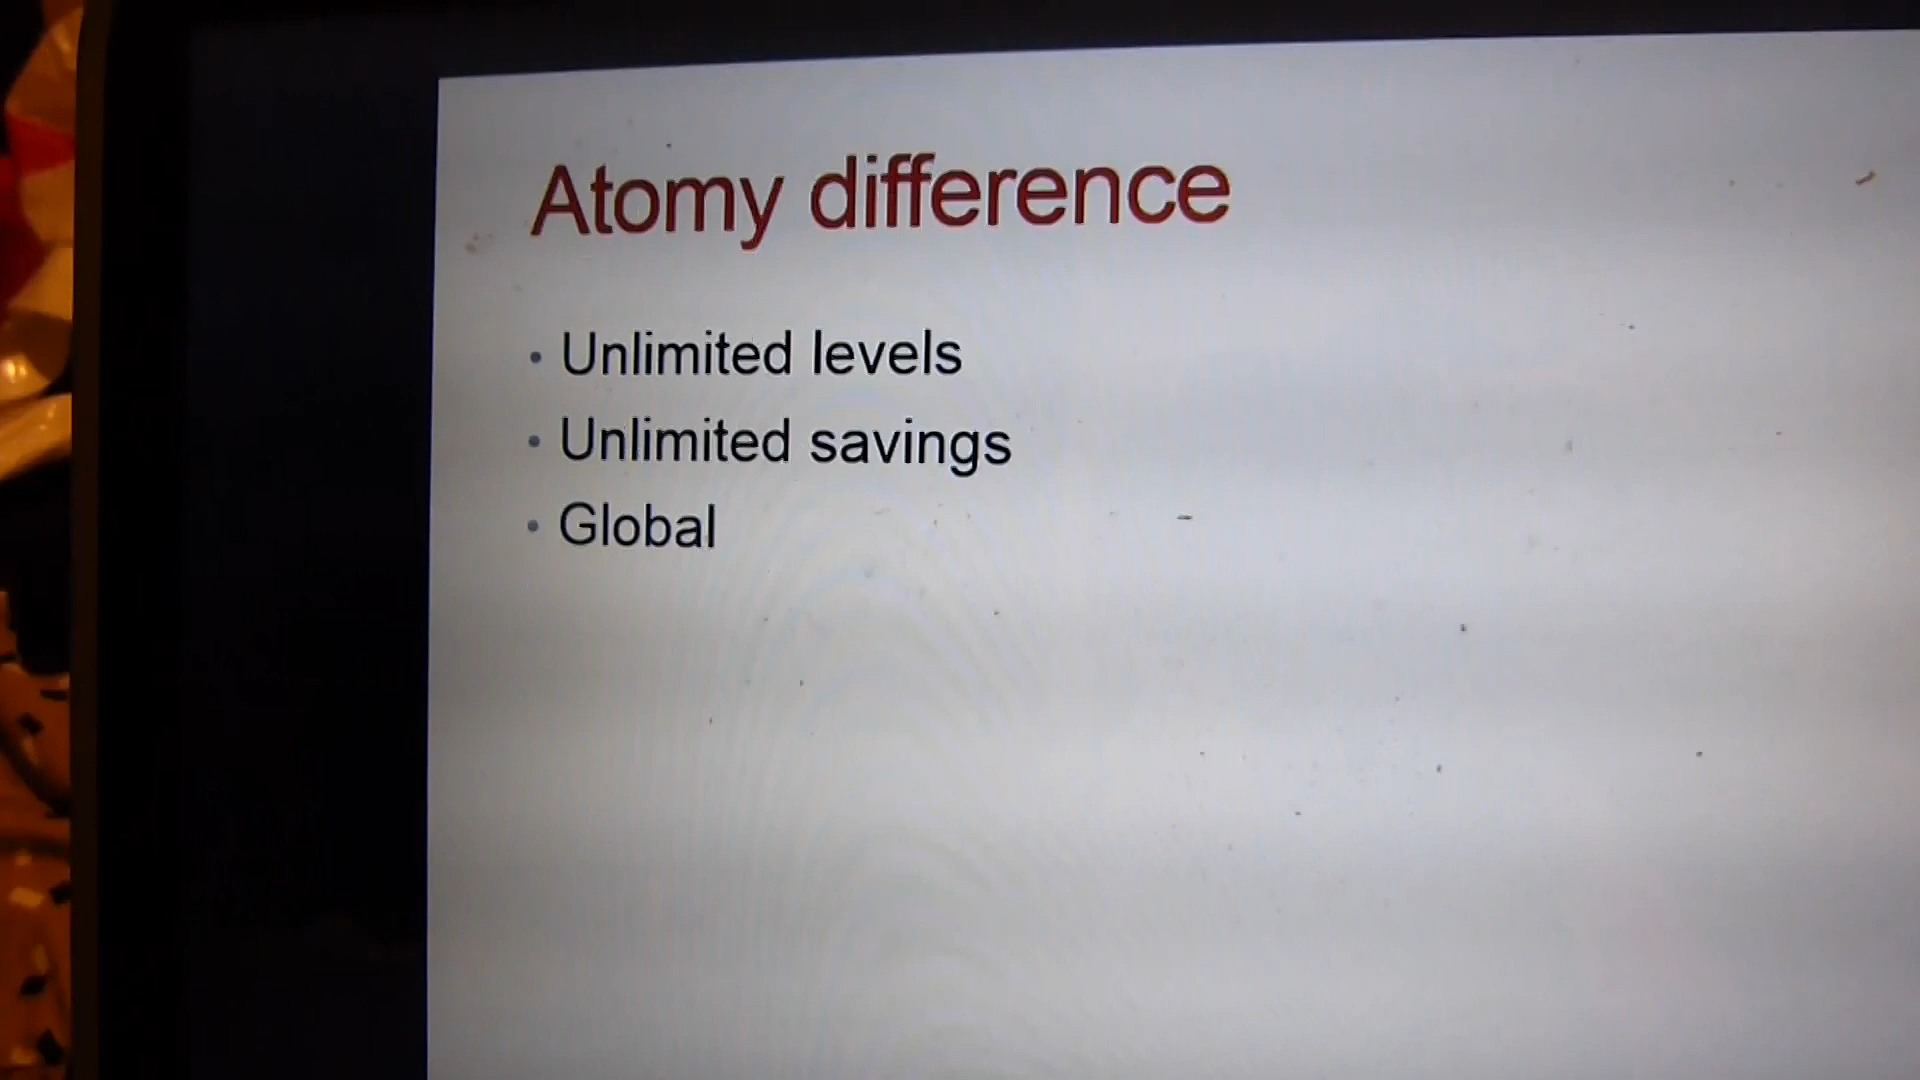 Atomy difference
• Unlimited levels
• Unlimited savings
• Global